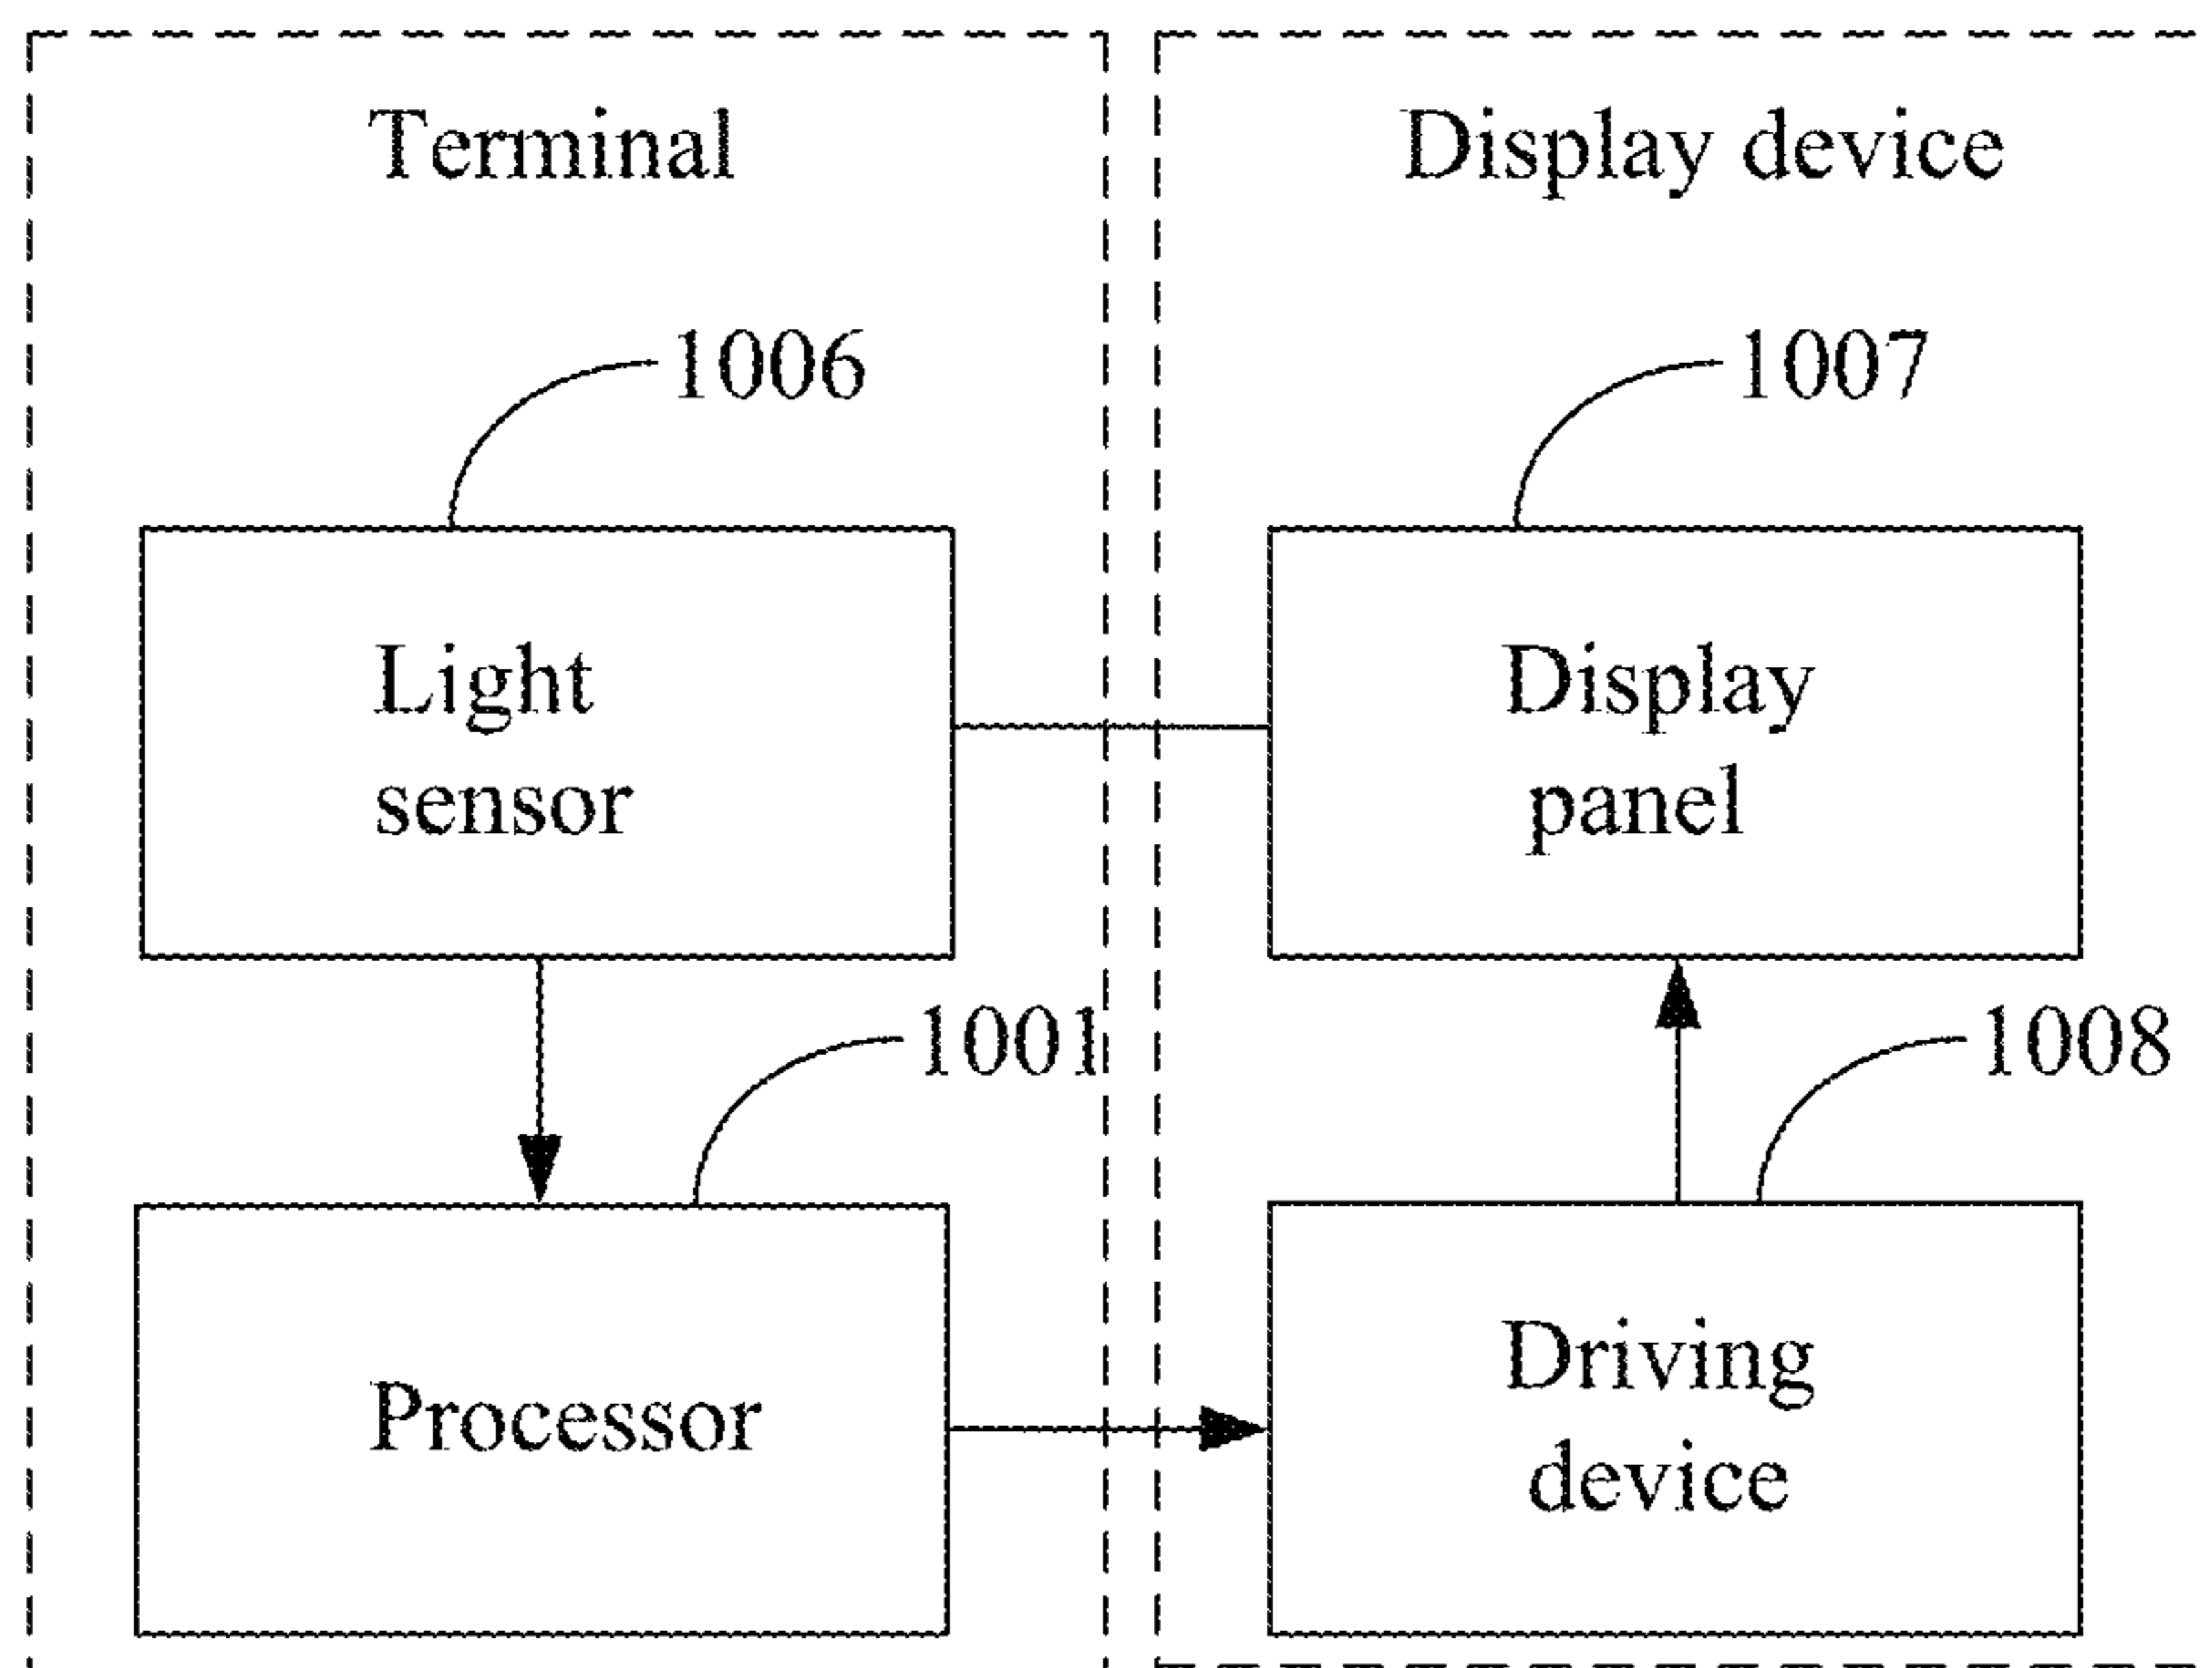 Terminal
Display device
1006
1007
Light
sensor
Display
panel
1001
1008
Processor
Driving
device